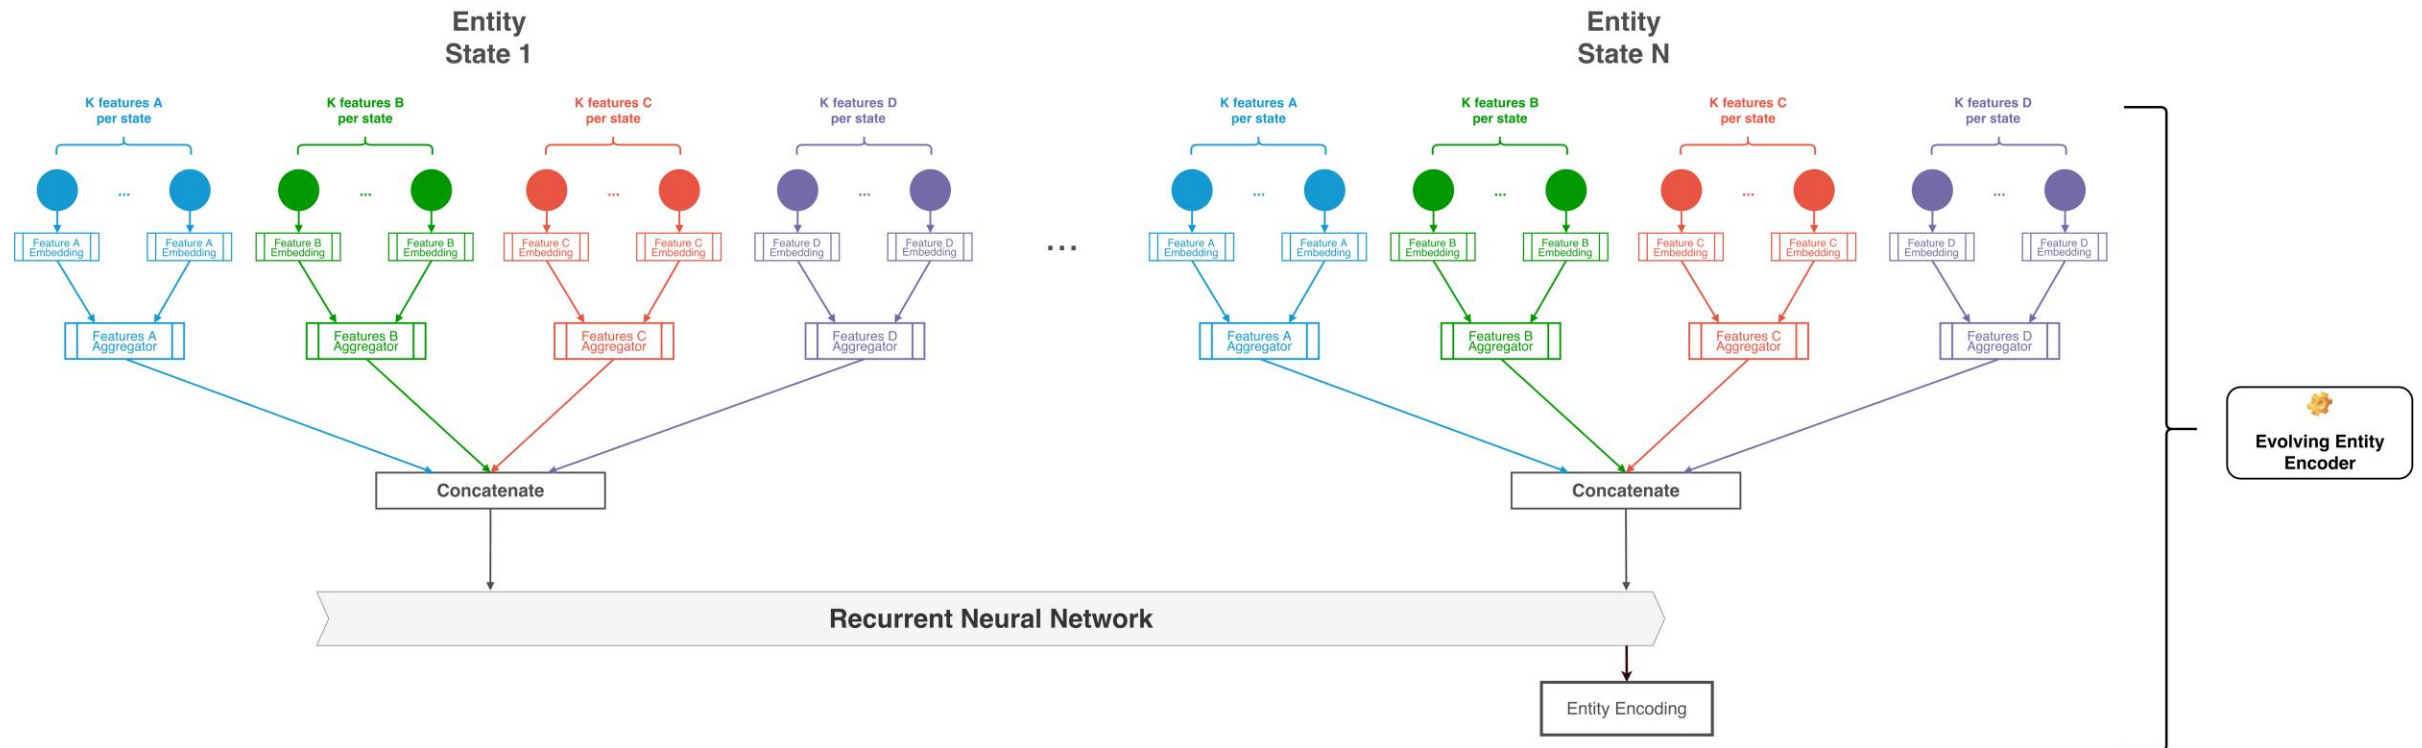 Entity
State 1
Entity
State N
K features A
per state
K features B
per state
K features C
per state
K features D
per state
K features A
per state
K features B
per state
K features C
per state
K features D
per state
...
...
...
...
...
...
...
...
Feature A
Embedding
Feature A
Embedding
Feature B
Embedding
Feature B
Embedding
Feature C
Embedding
Feature C
Embedding
Feature D
Embedding
Feature D
Embedding
...
Feature A
Embedding
Feature A
Embedding
Feature B
Embedding
Feature B
Embedding
Feature C
Embedding
Feature C
Embedding
Feature D
Embedding
Feature D
Embedding
Features A
Aggregator
Features B
Aggregator
Features C
Aggregator
Features D
Aggregator
Features A
Aggregator
Features B
Aggregator
Features C
Aggregator
Features D
Aggregator
Concatenate
Concatenate
Evolving Entity
Encoder
Recurrent Neural Network
Entity Encoding